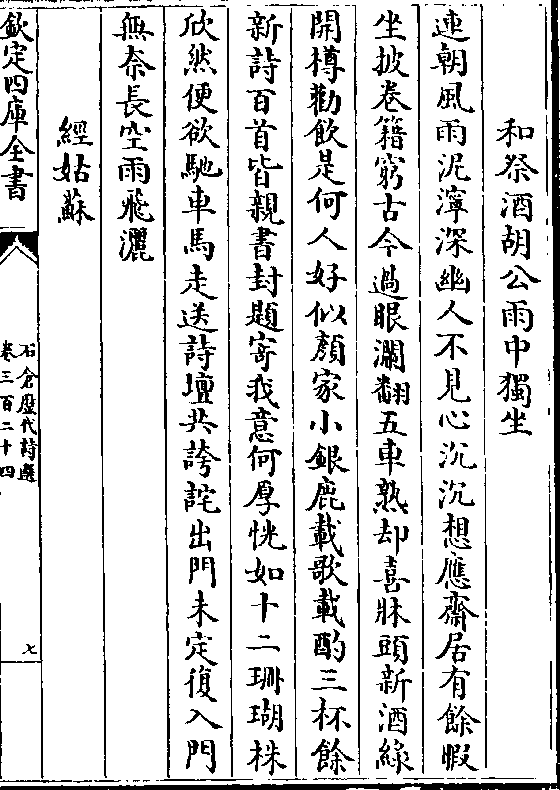 和祭酒胡公雨中獨坐
連朝風雨泥濘深幽人不見心沉沉想應齋居有餘暇
坐披卷籍窮古今過眼瀾翻五車熟却喜牀頭新酒綠
開樽勸飲是何人好似顏家小銀鹿載歌載酌三杯餘
新詩百首皆親書封題寄我意何厚恍如十二珊瑚株
欣然便欲馳車馬走送詩壇共誇詫出門未定復入門
無奈長空雨飛灑
經姑蘇
欽定四庫全書
石倉歷代詩選
卷三百二十四
七